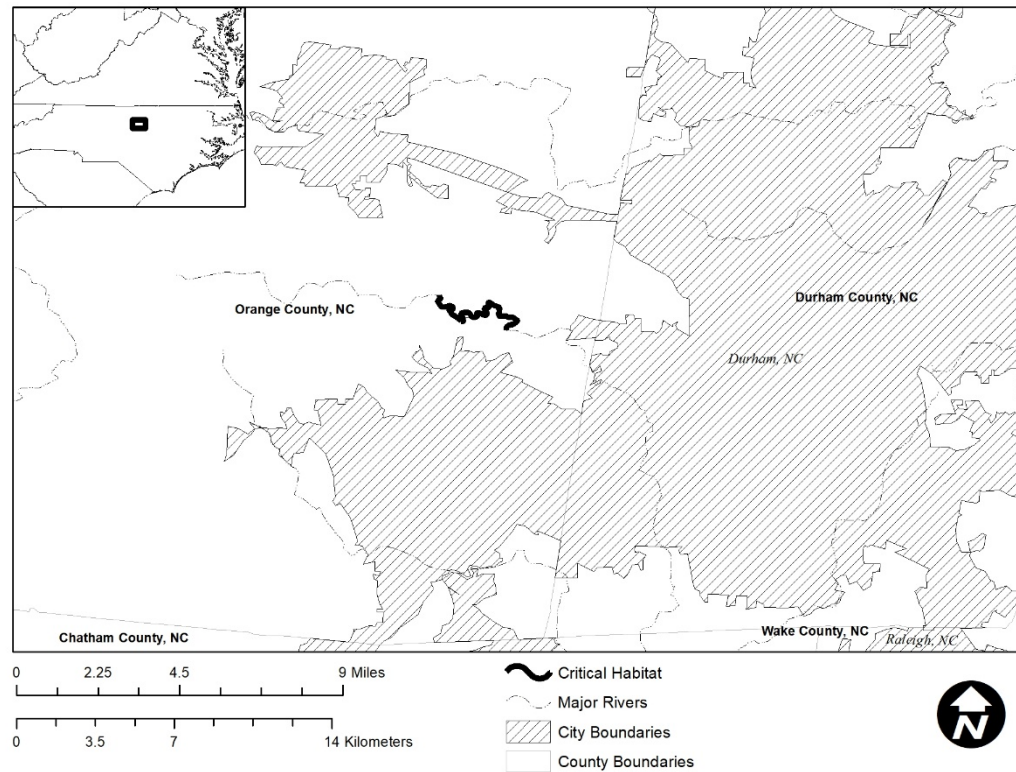 Orange County, NC
Durham County, NC
Durham, NC
Chatham County, NC
Wake County, NC
Raleigh, NC
0 2.25 4.5 9 Miles
0 3.5 7 14 Kilometers
Critical Habitat
Major Rivers
City Boundaries
County Boundaries
N